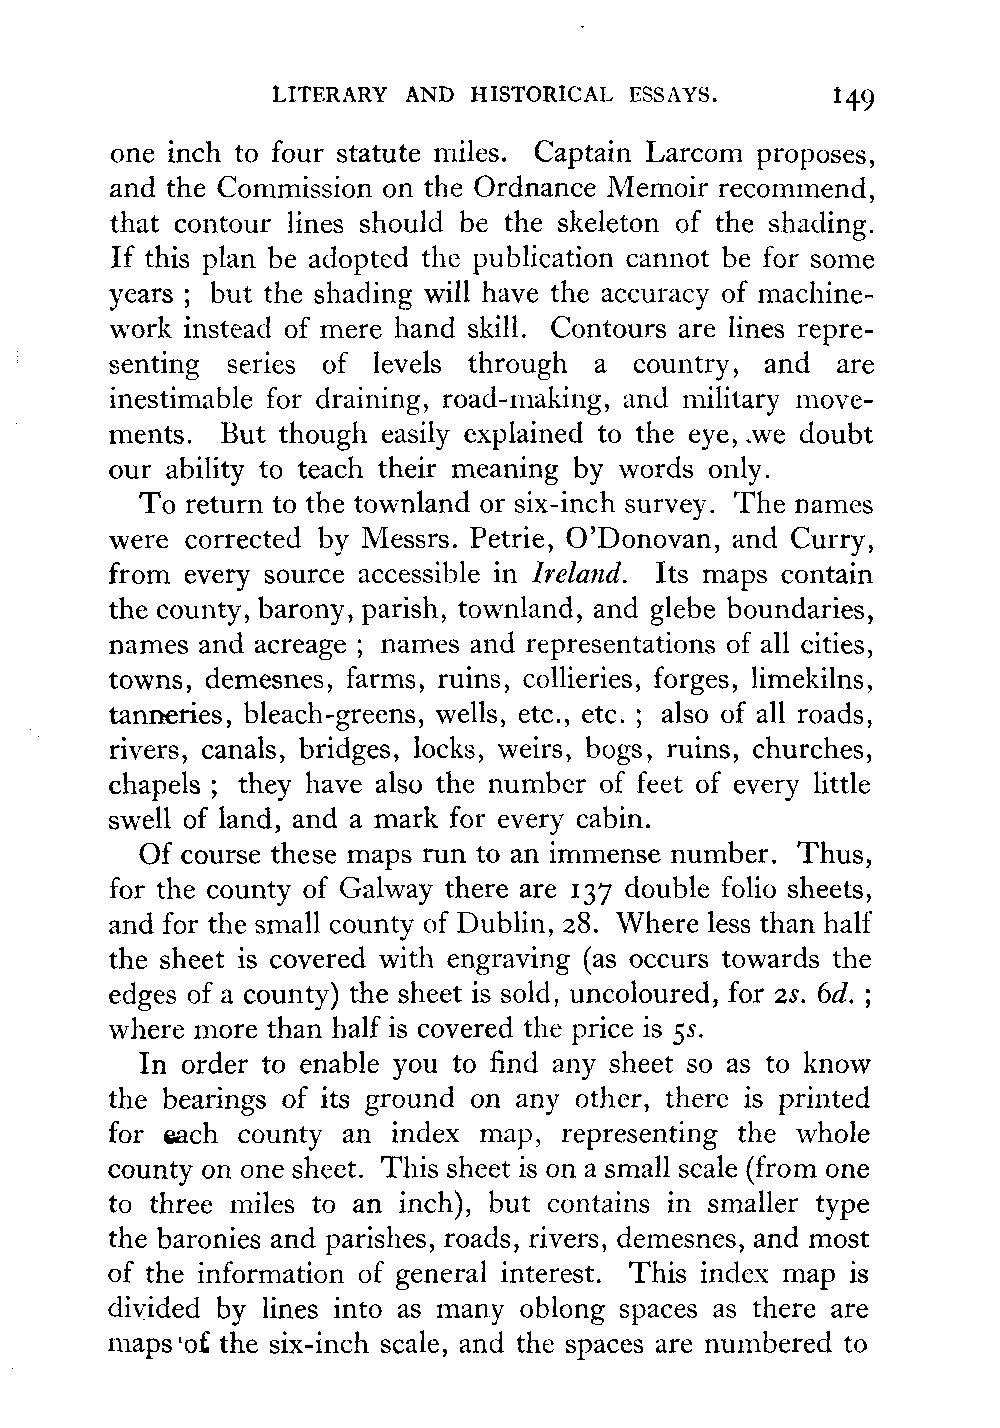 LITERARY AND HISTORICAL ESSAYS. 149
one inch to four statute miles. Captain Larcom proposes,
and the Commission on the Ordnance Memoir recommend,
that contour lines should be the skeleton of the shading.
If this plan be adopted the publication cannot be for some
years ; but the shading will have the accuracy of machine-
work instead of mere hand skill. Contours are lines repre-
senting series of levels through a country, and are
inestimable for draining, road-making, and military move-
ments. But though easily explained to the eye, we doubt
our ability to teach their meaning by words only.
To return to the townland or six-inch survey. The names
were corrected by Messrs. Petrie, O'Donovan, and Curry,
from every source accessible in Ireland. Its maps contain
the county, barony, parish, townland, and glebe boundaries,
names and acreage ; names and representations of all cities,
towns, demesnes, farms, ruins, collieries, forges, limekilns,
tanneries, bleach-greens, wells, etc., etc. ; also of all roads,
rivers, canals, bridges, locks, weirs, bogs, ruins, churches,
chapels ; they have also the number of feet of every little
swell of land, and a mark for every cabin.
Of course these maps run to an immense number. Thus,
for the county of Galway there are 137 double folio sheets,
and for the small county of Dublin, 28. Where less than half
the sheet is covered with engraving (as occurs towards the
edges of a county) the sheet is sold, uncoloured, for 2s. 6d. ;
where more than half is covered the price is 5s.
In order to enable you to find any sheet so as to know
the bearings of its ground on any other, there is printed
for each county an index map, representing the whole
county on one sheet. This sheet is on a small scale (from one
to three miles to an inch), but contains in smaller type
the baronies and parishes, roads, rivers, demesnes, and most
of the information of general interest. This index map is
divided by lines into as many oblong spaces as there are
maps of the six-inch scale, and the spaces are numbered to